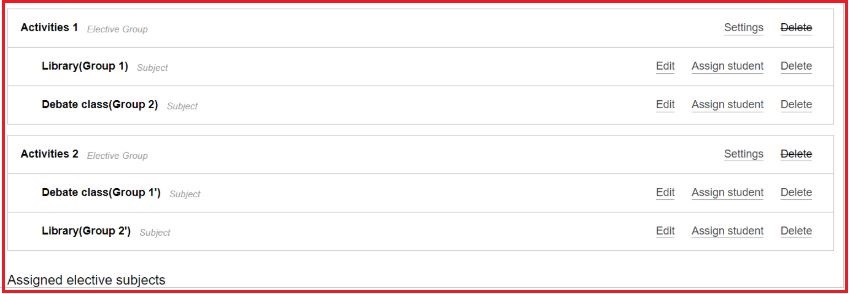 Activities 1 Elective Group Settings Delete
Library(Group 1) Subject Edit Assign student Delete
Debate class(Group 2) Subject Edit Assign student Delete
Activities 2 Elective Group Settings Delete
Debate class(Group 1') Subject Edit Assign student Delete
Library(Group 2') Subject Edit Assign student Delete
Assigned elective subjects